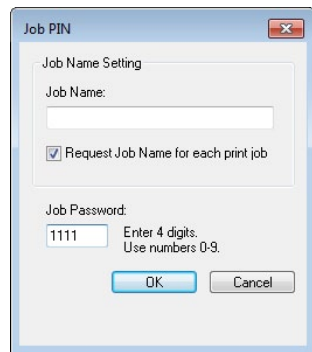 Job PIN
Job Name Setting
Job Name:
Request Job Name for each print job
Job Password:
1111
Enter 4 digits.
Use numbers 0-9.
OK
Cancel